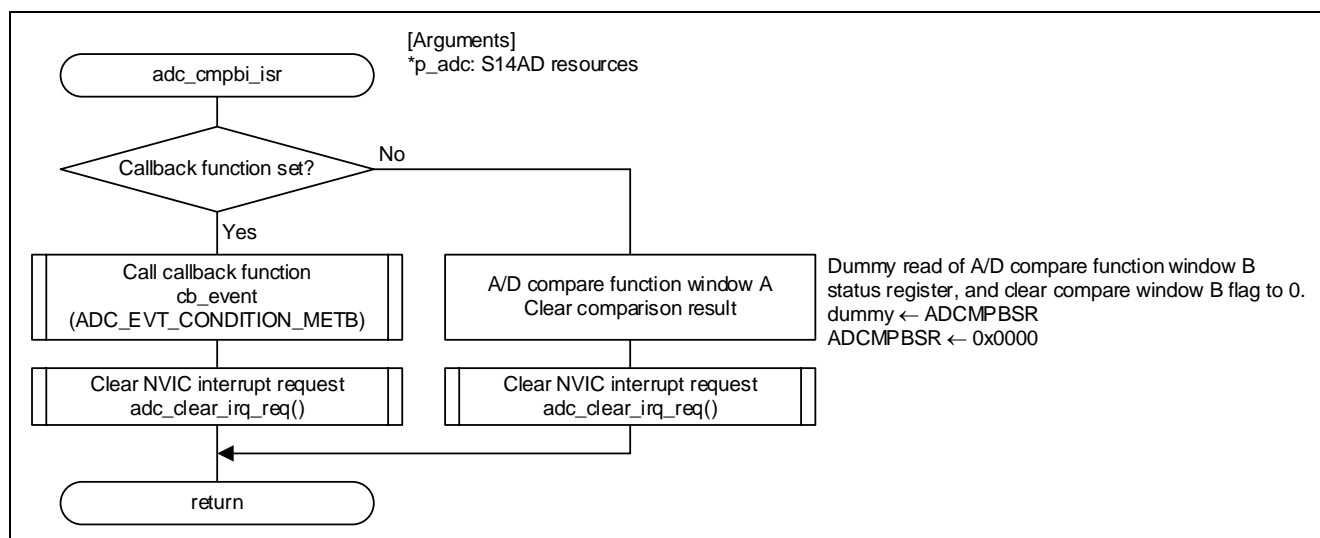 [Arguments]
*p_adc: S14AD resources
adc_cmpbi_isr
Callback function set?
No
Yes
Call callback function
cb_event
(ADC_EVT_CONDITION_METB)
A/D compare function window A
Clear comparison result
Dummy read of A/D compare function window B
status register, and clear compare window B flag to 0.
dummy ← ADCMPBSR
ADCMPBSR ← 0x0000
Clear NVIC interrupt request
adc_clear_irq_req()
Clear NVIC interrupt request
adc_clear_irq_req()
return